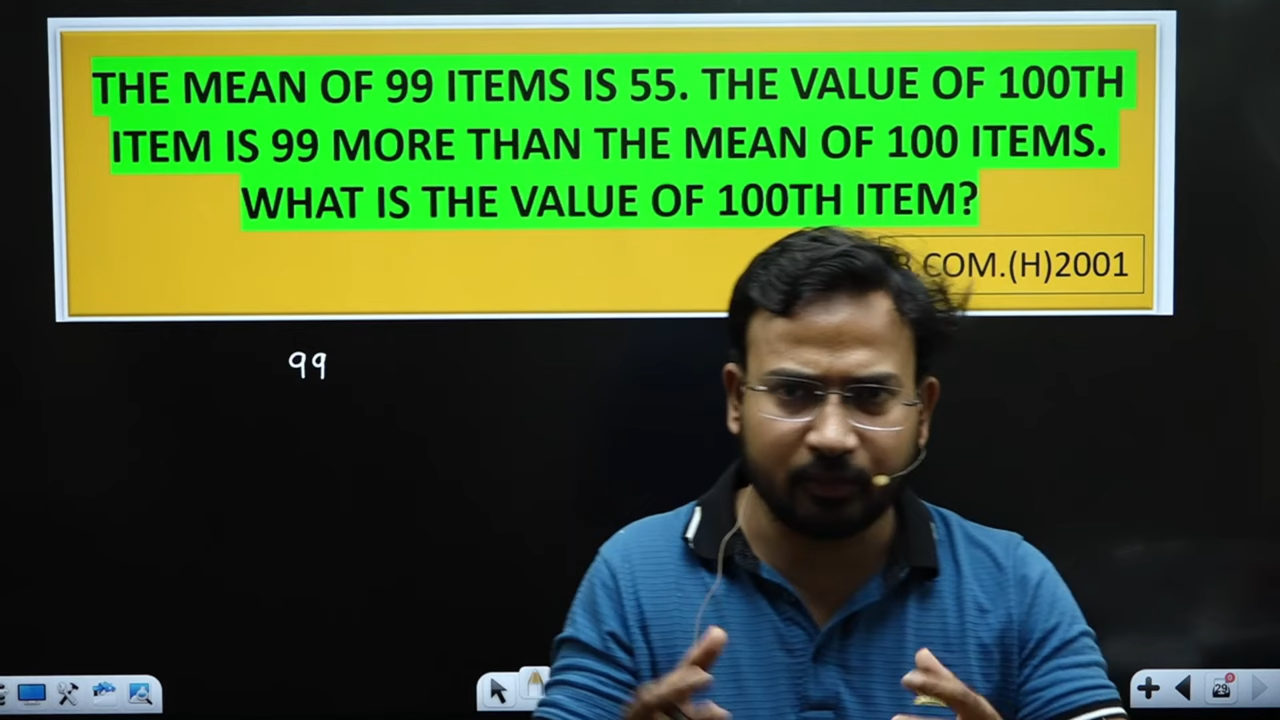 THE MEAN OF 99 ITEMS IS 55. THE VALUE OF 100TH
ITEM IS 99 MORE THAN THE MEAN OF 100 ITEMS.
WHAT IS THE VALUE OF 100TH ITEM?
COM.(H)2001
99
29